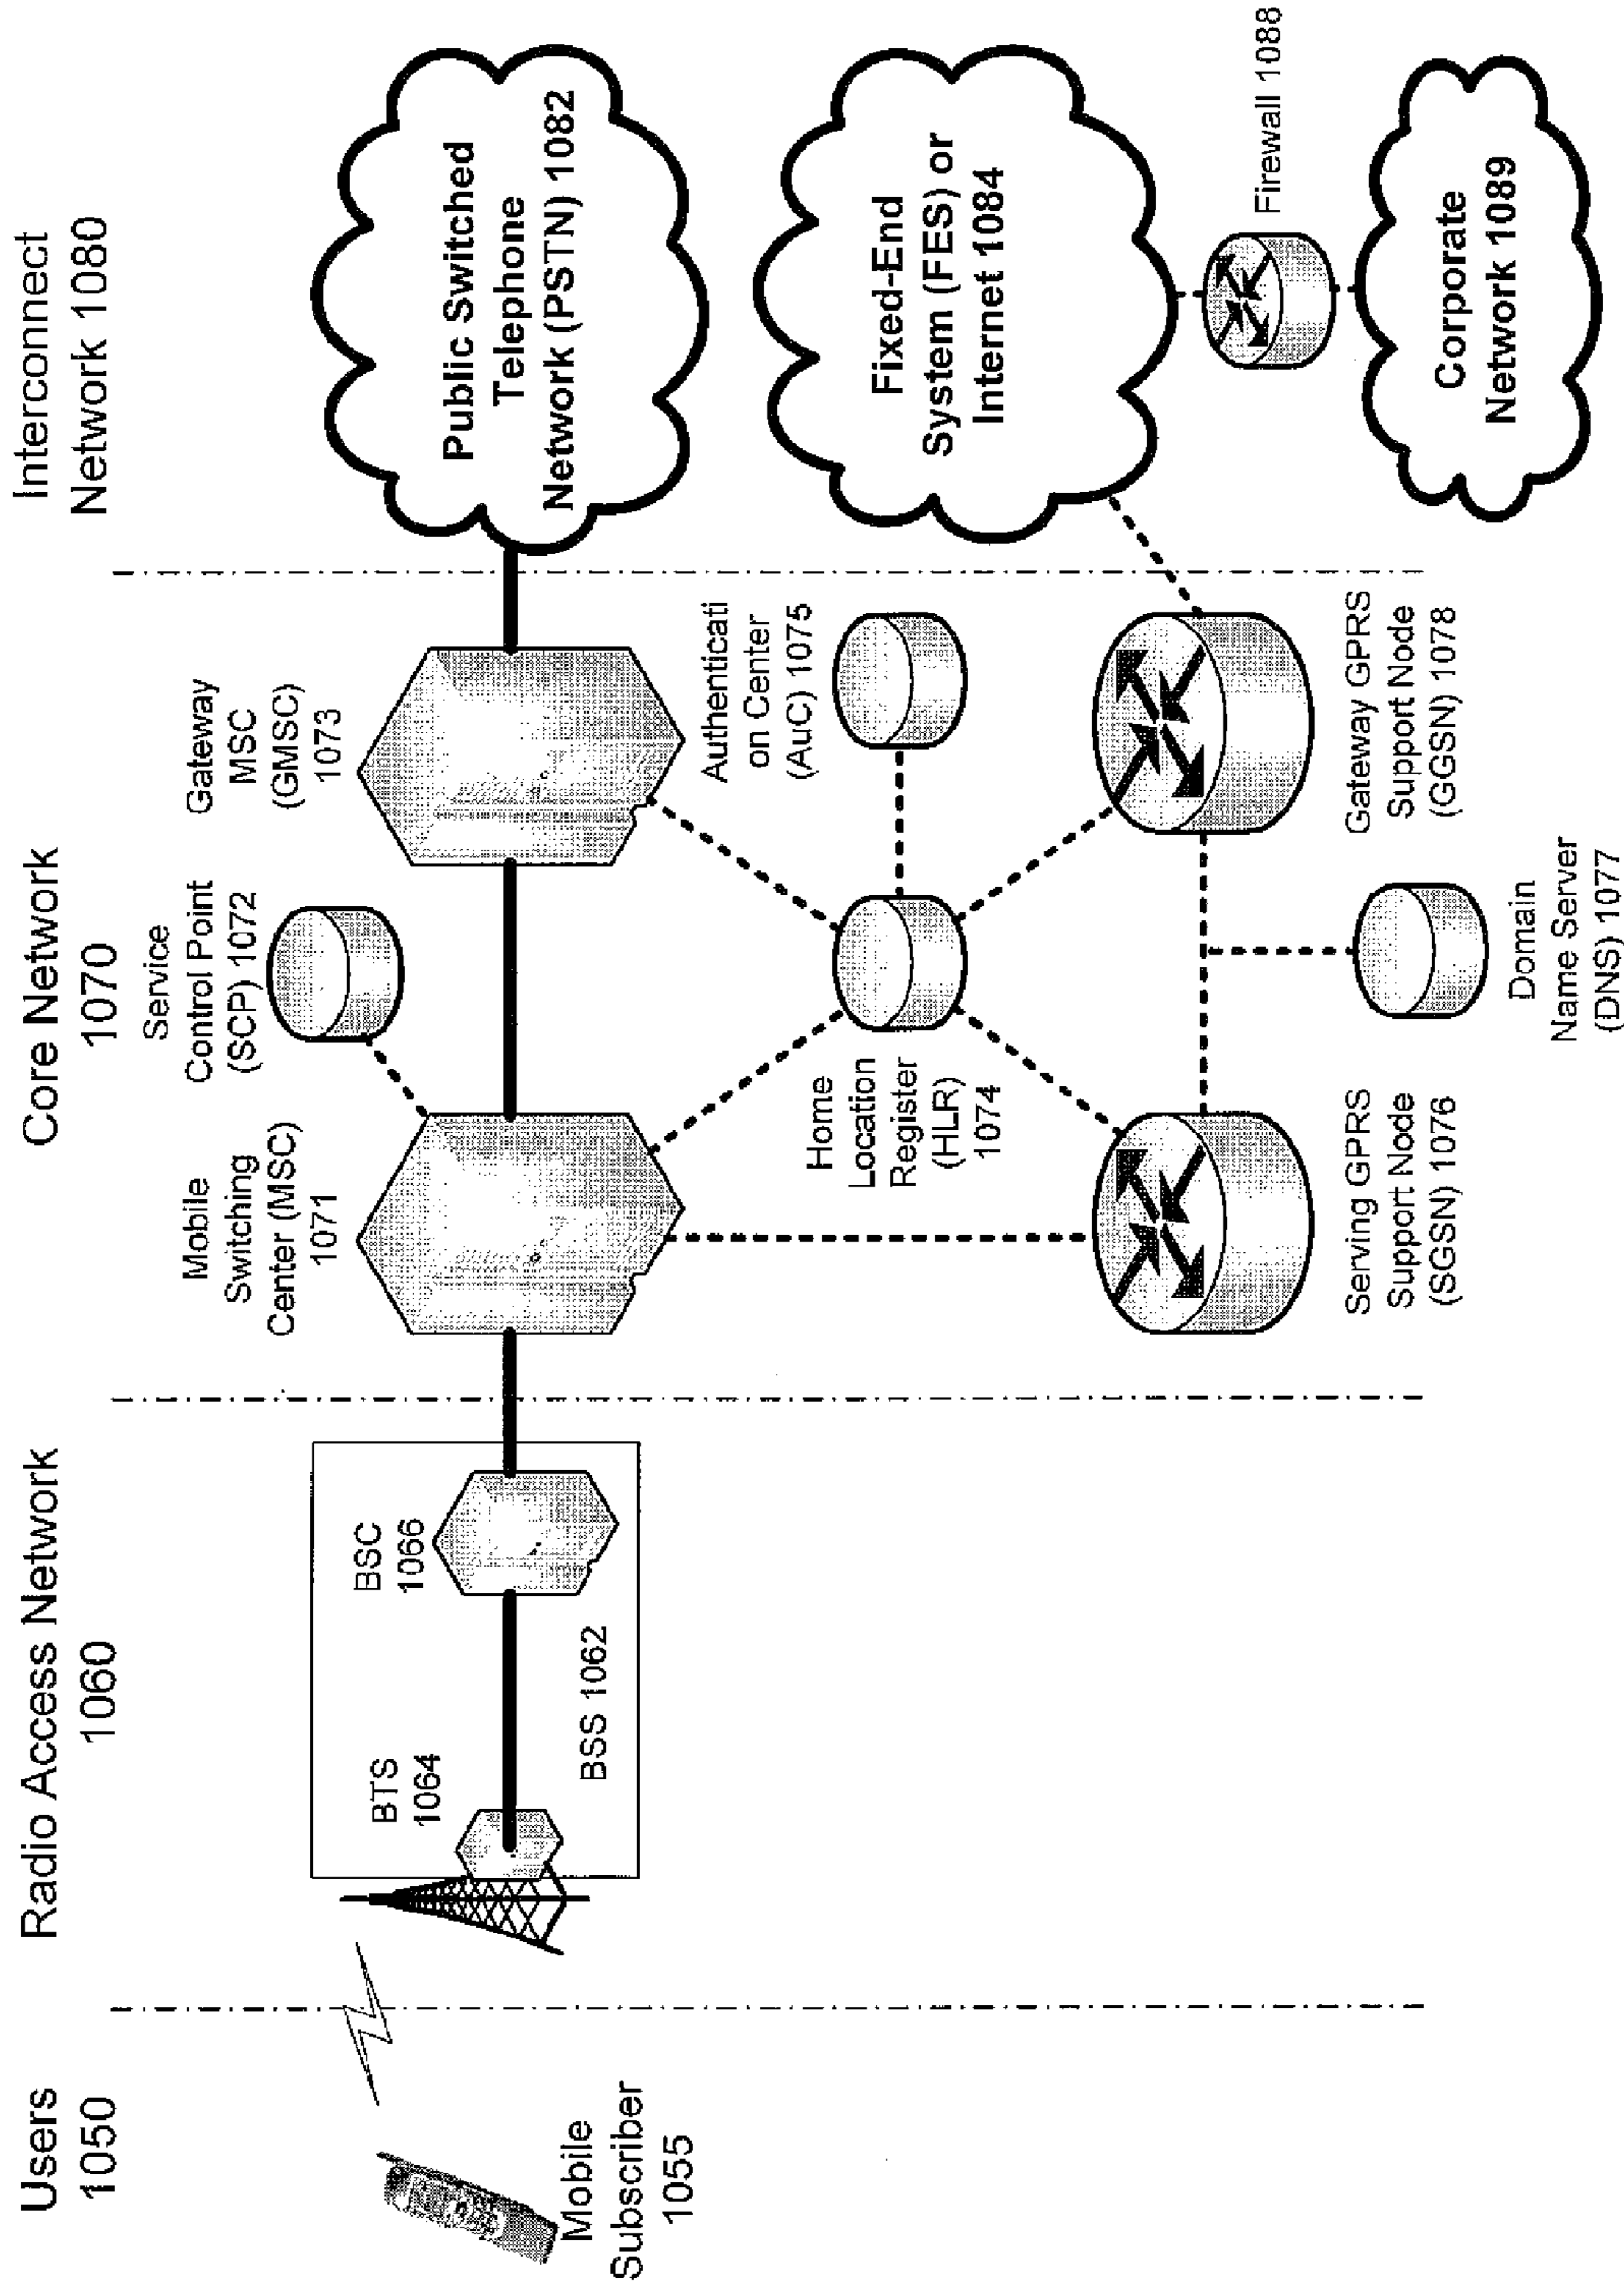 Users
1050
Radio Access Network
1060
Core Network
1070
Interconnect
Network 1080
Mobile
Subscriber
1055
BTS
1064
BSC
1066
BSS 1062
Mobile
Switching
Center (MSC)
1071
Service
Control Point
(SCP) 1072
Gateway
MSC
(GMSC)
1073
Home
Location
Register
(HLR)
1074
Authenticati
on Center
(AuC) 1075
Serving GPRS
Support Node
(SGSN) 1076
Domain
Name Server
(DNS) 1077
Gateway GPRS
Support Node
(GGSN) 1078
Public Switched
Telephone
Network (PSTN) 1082
Fixed-End
System (FES) or
Internet 1084
Firewall 1088
Corporate
Network 1089